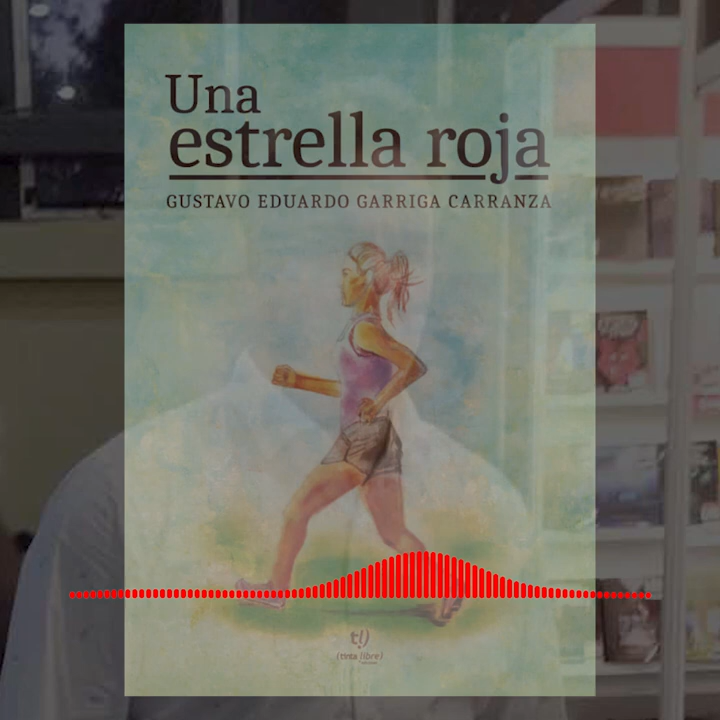 Una
estrella roja
GUSTAVO EDUARDO GARRIGA CARRANZA
t!)
(tinta libre)